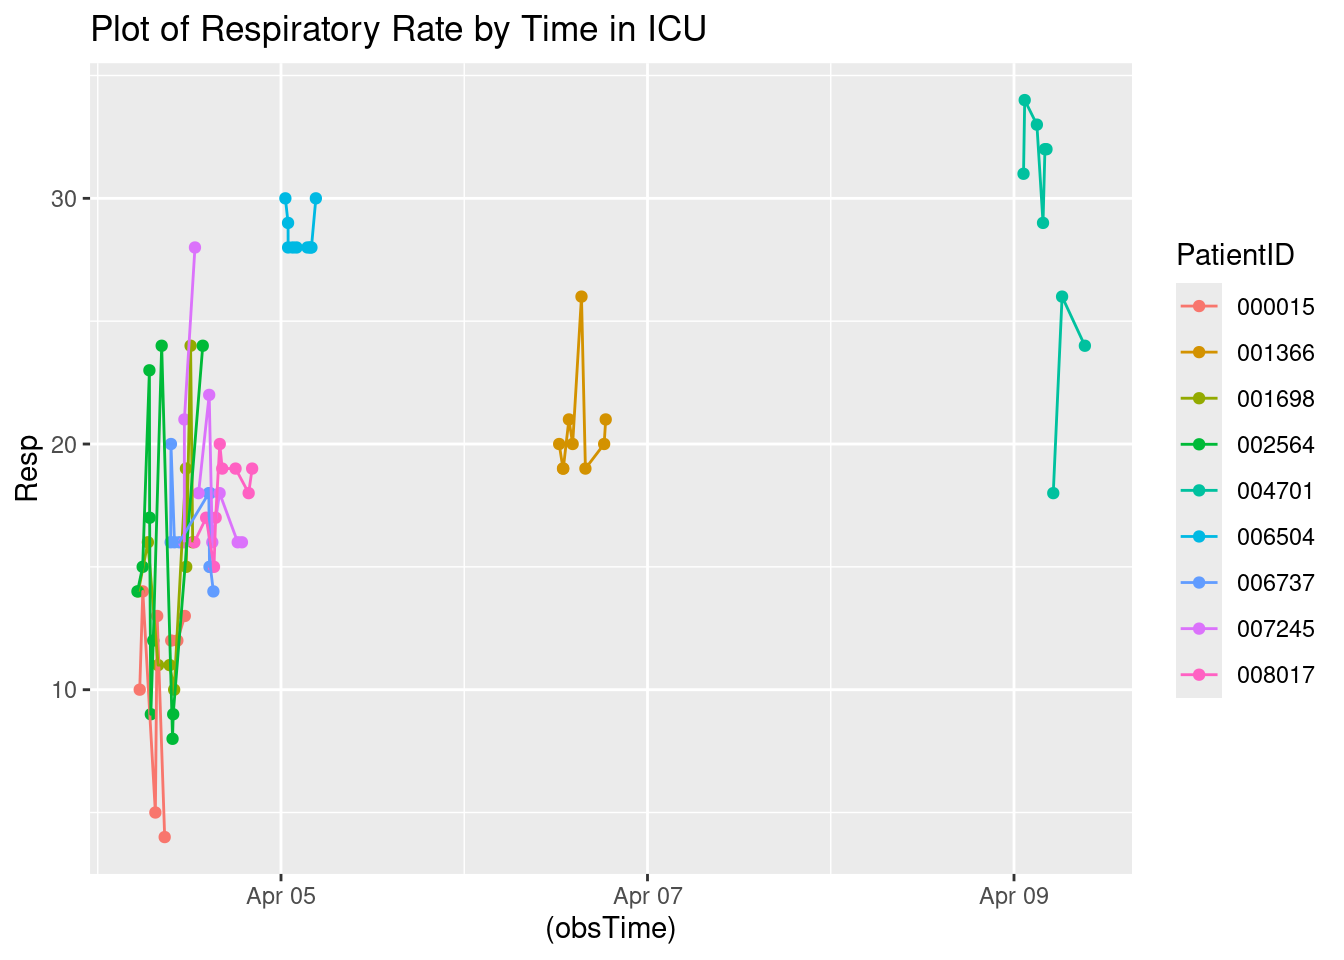 Plot of Respiratory Rate by Time in ICU
Resp
30
20
10
Apr 05
Apr 07
Apr 09
(obsTime)
PatientID
000015
001366
001698
002564
004701
006504
006737
007245
008017